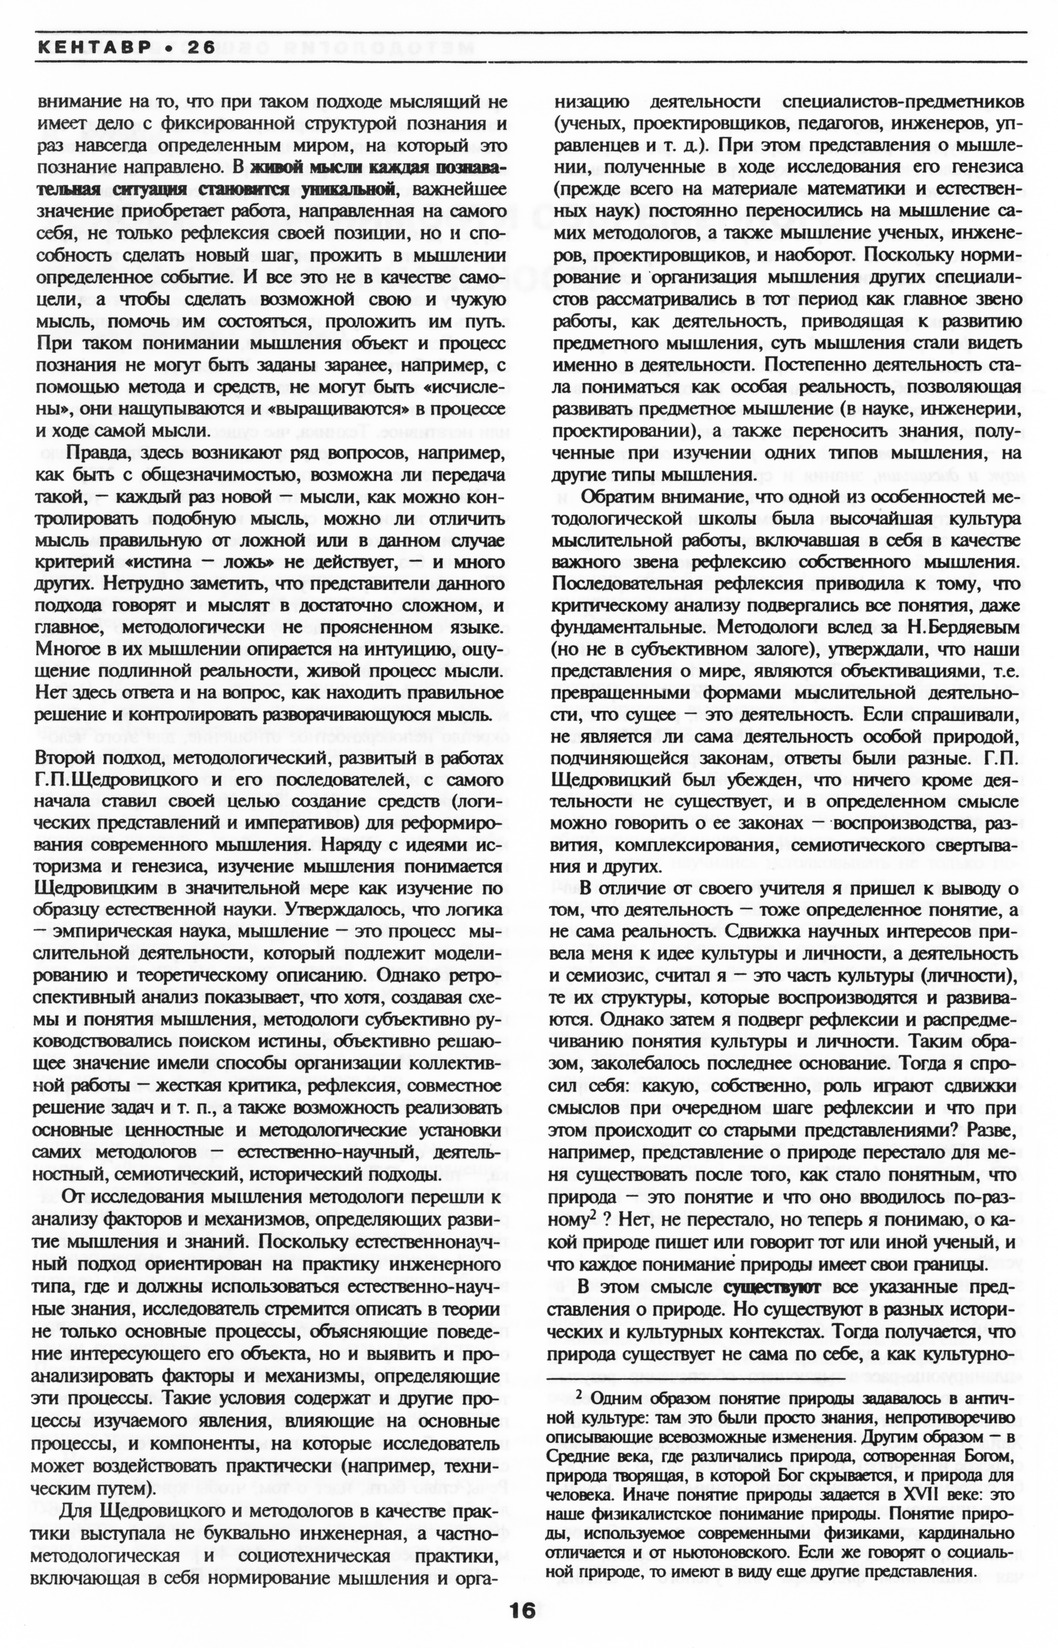 КЕНТАВР • 26
внимание на то, что при таком подходе мыслящий не
имеет дело с фиксированной структурой познания и
раз навсегда определенным миром, на который это
познание направлено. В живой мысли каждая познава-
тельная ситуация становится уникальной, важнейшее
значение приобретает работа, направленная на самого
себя, не только рефлексия своей позиции, но и спо-
собность сделать новый шаг, прожить в мышлении
определенное событие. И все это не в качестве само-
цели, а чтобы сделать возможной свою и чужую
мысль, помочь им состояться, проложить им путь.
При таком понимании мышления объект и процесс
познания не могут быть заданы заранее, например, с
помощью метода и средств, не могут быть «исчисле-
ны», они нащупываются и «выращиваются» в процессе
и ходе самой мысли.
Правда, здесь возникают ряд вопросов, например,
как быть с общезначимостью, возможна ли передача
такой, — каждый раз новой — мысли, как можно кон-
тролировать подобную мысль, можно ли отличить
мысль правильную от ложной или в данном случае
критерий «истина — ложь» не действует, — и много
других. Нетрудно заметить, что представители данного
подхода говорят и мыслят в достаточно сложном, и
главное, методологически не проясненном языке.
Многое в их мышлении опирается на интуицию, ощу-
щение подлинной реальности, живой процесс мысли.
Нет здесь ответа и на вопрос, как находить правильное
решение и контролировать разворачивающуюся мысль.
Второй подход, методологический, развитый в работах
Г.П.Щедровицкого и его последователей, с самого
начала ставил своей целью создание средств (логи-
ческих представлений и императивов) для реформиро-
вания современного мышления. Наряду с идеями ис-
торизма и генезиса, изучение мышления понимается
Щедровицким в значительной мере как изучение по
образцу естественной науки. Утверждалось, что логика
— эмпирическая наука, мышление — это процесс мы-
слительной деятельности, который подлежит модели-
рованию и теоретическому описанию. Однако ретро-
спективный анализ показывает, что хотя, создавая схе-
мы и понятия мышления, методологи субъективно ру-
ководствовались поиском истины, объективно решаю-
щее значение имели способы организации коллектив-
ной работы — жесткая критика, рефлексия, совместное
решение задач и т. п., а также возможность реализовать
основные ценностные и методологические установки
самих методологов — естественно-научный, деятель-
ностный, семиотический, исторический подходы.
От исследования мышления методологи перешли к
анализу факторов и механизмов, определяющих разви-
тие мышления и знаний. Поскольку естественнонауч-
ный подход ориентирован на практику инженерного
типа, где и должны использоваться естественно-науч-
ные знания, исследователь стремится описать в теории
не только основные процессы, объясняющие поведе-
ние интересующего его объекта, но и выявить и про-
анализировать факторы и механизмы, определяющие
эти процессы. Такие условия содержат и другие про-
цессы изучаемого явления, влияющие на основные
процессы, и компоненты, на которые исследователь
может воздействовать практически (например, техни-
ческим путем).
Для Щедровицкого и методологов в качестве прак-
тики выступала не буквально инженерная, а частно-
методологическая и социотехническая практики,
включающая в себя нормирование мышления и орга-
низацию деятельности специалистов-предметников
(ученых, проектировщиков, педагогов, инженеров, уп-
равленцев и т. д.). При этом представления о мышле-
нии, полученные в ходе исследования его генезиса
(прежде всего на материале математики и естествен-
ных наук) постоянно переносились на мышление са-
мих методологов, а также мышление ученых, инжене-
ров, проектировщиков, и наоборот. Поскольку норми-
рование и организация мышления других специали-
стов рассматривались в тот период как главное звено
работы, как деятельность, приводящая к развитию
предметного мышления, суть мышления стали видеть
именно в деятельности. Постепенно деятельность ста-
ла пониматься как особая реальность, позволяющая
развивать предметное мышление (в науке, инженерии,
проектировании), а также переносить знания, полу-
ченные при изучении одних типов мышления, на
другие типы мышления.
Обратим внимание, что одной из особенностей ме-
тодологической школы была высочайшая культура
мыслительной работы, включавшая в себя в качестве
важного звена рефлексию собственного мышления.
Последовательная рефлексия приводила к тому, что
критическому анализу подвергались все понятия, даже
фундаментальные. Методологи вслед за Н.Бердяевым
(но не в субъективном залоге), утверждали, что наши
представления о мире, являются объективациями, т.е.
превращенными формами мыслительной деятельно-
сти, что сущее — это деятельность. Если спрашивали,
не является ли сама деятельность особой природой,
подчиняющейся законам, ответы были разные. Г.П.
Щедровицкий был убежден, что ничего кроме дея-
тельности не существует, и в определенном смысле
можно говорить о ее законах — воспроизводства, раз-
вития, комплексирования, семиотического свертыва-
ния и других.
В отличие от своего учителя я пришел к выводу о
том, что деятельность — тоже определенное понятие, а
не сама реальность. Сдвижка научных интересов при-
вела меня к идее культуры и личности, а деятельность
и семиозис, считал я — это часть культуры (личности),
те их структуры, которые воспроизводятся и развива-
ются. Однако затем я подверг рефлексии и распредме-
чиванию понятия культуры и личности. Таким обра-
зом, заколебалось последнее основание. Тогда я спро-
сил себя: какую, собственно, роль играют сдвижки
смыслов при очередном шаге рефлексии и что при
этом происходит со старыми представлениями? Разве,
например, представление о природе перестало для ме-
ня существовать после того, как стало понятным, что
природа — это понятие и что оно вводилось по-раз-
ному² ? Нет, не перестало, но теперь я понимаю, о ка-
кой природе пишет или говорит тот или иной ученый, и
что каждое понимание природы имеет свои границы.
В этом смысле существуют все указанные пред-
ставления о природе. Но существуют в разных истори-
ческих и культурных контекстах. Тогда получается, что
природа существует не сама по себе, а как культурно-
² Одним образом понятие природы задавалось в антич-
ной культуре: там это были просто знания, непротиворечиво
описывающие всевозможные изменения. Другим образом — в
Средние века, где различались природа, сотворенная Богом,
природа творящая, в которой Бог скрывается, и природа для
человека. Иначе понятие природы задается в XVII веке: это
наше физикалистское понимание природы. Понятие приро-
ды, используемое современными физиками, кардинально
отличается и от ньютоновского. Если же говорят о социаль-
ной природе, то имеют в виду еще другие представления.
16